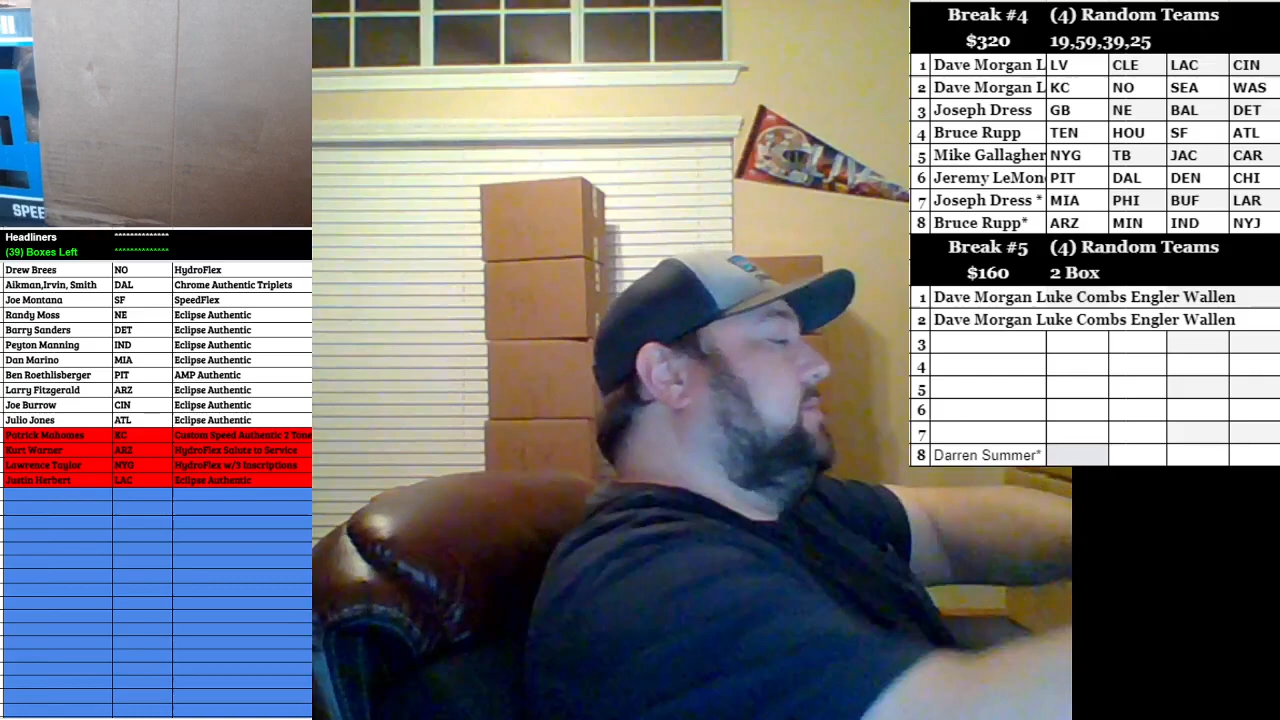 SPEE
Headliners **************
(39) Boxes Left **************
Drew Brees NO HydroFlex
Aikman,Irvin, Smith DAL Chrome Authentic Triplets
Joe Montana SF SpeedFlex
Randy Moss NE Eclipse Authentic
Barry Sanders DET Eclipse Authentic
Peyton Manning IND Eclipse Authentic
Dan Marino MIA Eclipse Authentic
Ben Roethlisberger PIT AMP Authentic
Larry Fitzgerald ARZ Eclipse Authentic
Joe Burrow CIN Eclipse Authentic
Julio Jones ATL Eclipse Authentic
Patrick Mahomes KC Custom Speed Authentic 2 Tone
Kurt Warner ARZ HydroFlex Salute to Service
Lawrence Taylor NYG HydroFlex w/3 Inscriptions
Justin Herbert LAC Eclipse Authentic
Break #4 (4) Random Teams
$320 19,59,39,25
1 Dave Morgan L LV CLE LAC CIN
2 Dave Morgan L KC NO SEA WAS
3 Joseph Dress GB NE BAL DET
4 Bruce Rupp TEN HOU SF ATL
5 Mike Gallagher NYG TB JAC CAR
6 Jeremy LeMon PIT DAL DEN CHI
7 Joseph Dress * MIA PHI BUF LAR
8 Bruce Rupp* ARZ MIN IND NYJ
Break #5 (4) Random Teams
$160 2 Box
1 Dave Morgan Luke Combs Engler Wallen
2 Dave Morgan Luke Combs Engler Wallen
3
4
5
6
7
8 Darren Summer*